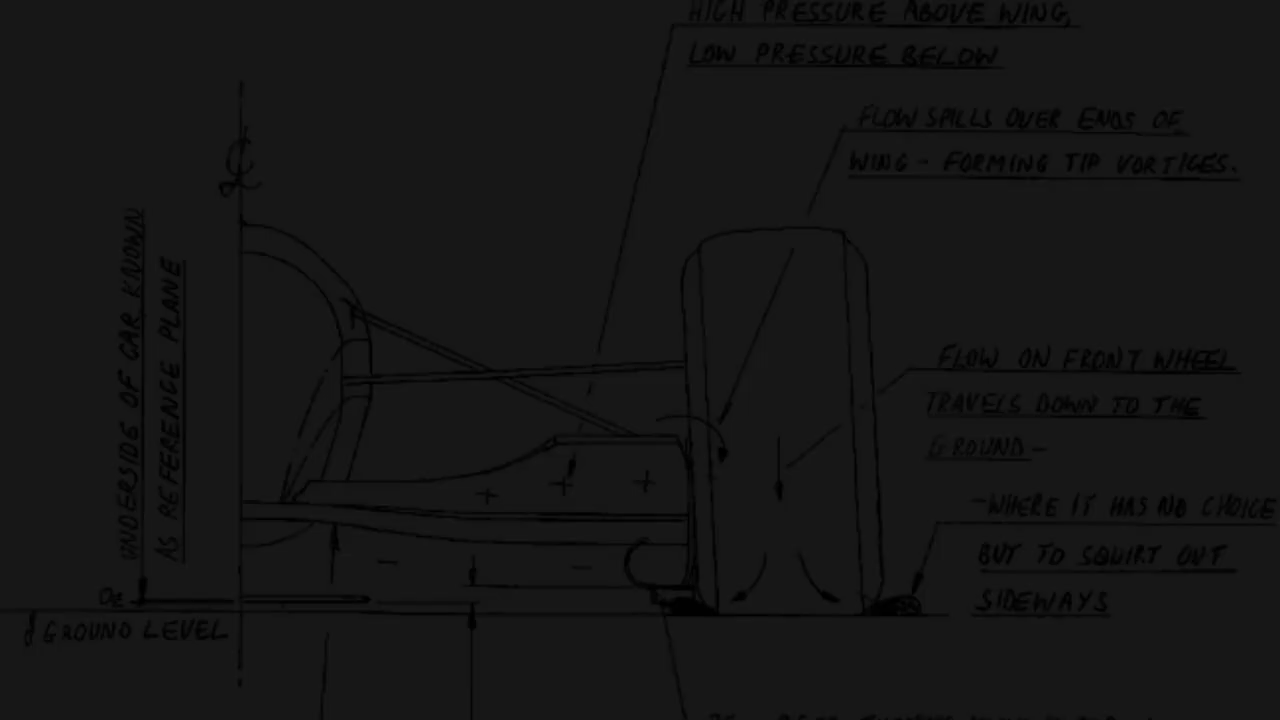 HIGH PRESSURE ABOVE WING,
LOW PRESSURE BELOW
FLOW SPILLS OVER ENDS OF
WING - FORMING TIP VORTICES.
UNDERSIDE OF CAR KNOWN
AS REFERENCE PLANE
FLOW ON FRONT WHEEL
TRAVELS DOWN TO THE
GROUND -
- WHERE IT HAS NO CHOICE
BUT TO SQUIRT OUT
SIDEWAYS
GROUND LEVEL